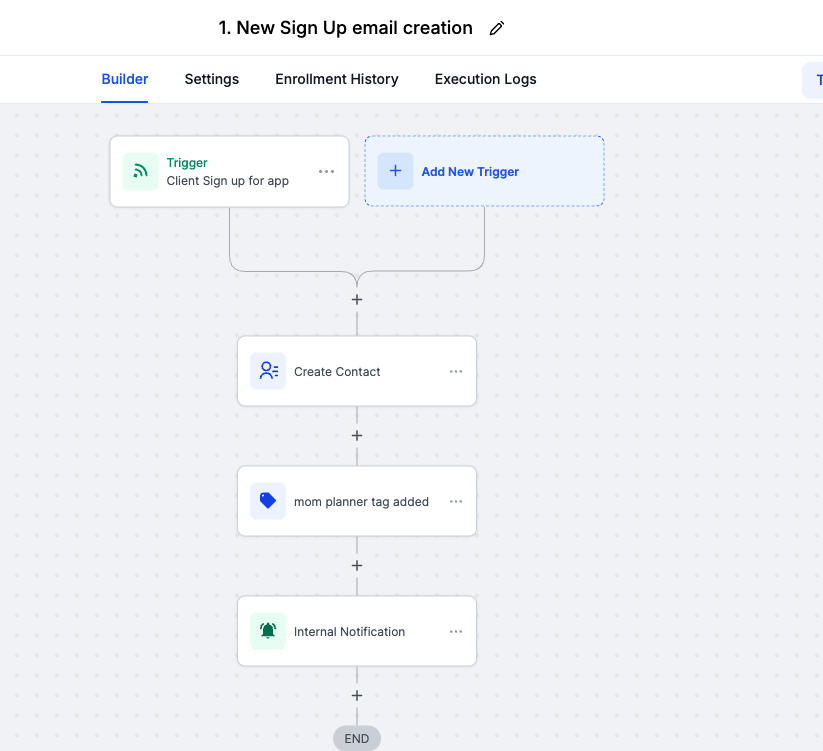 1. New Sign Up email creation
Builder
Settings
Enrollment History
Execution Logs
T
Trigger
Client Sign up for app
Add New Trigger
Create Contact
mom planner tag added
Internal Notification
END